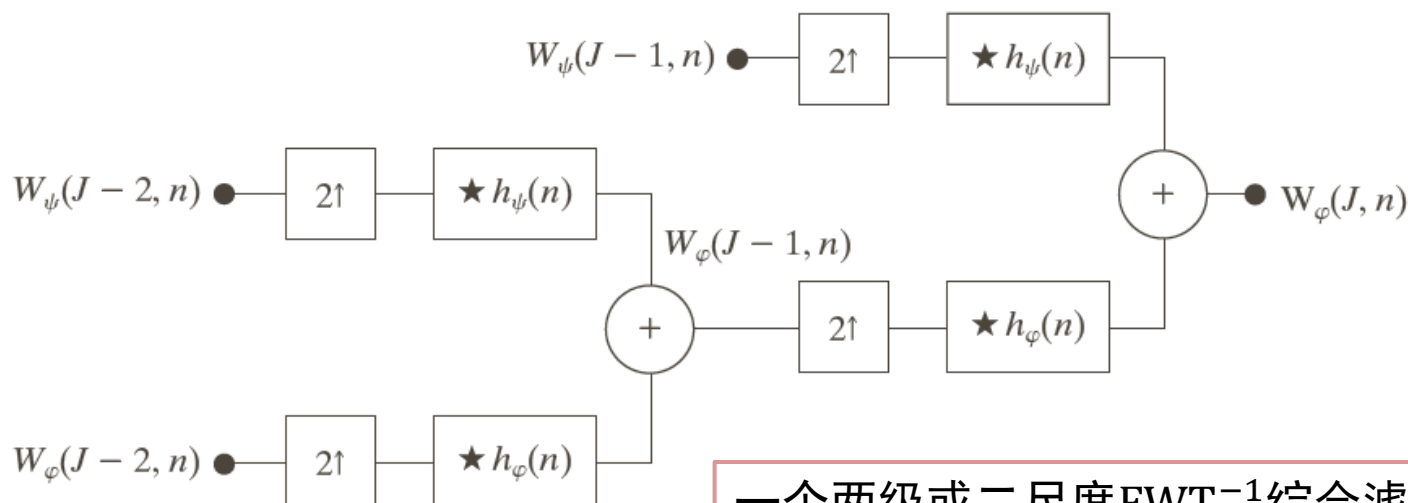 W_ψ(J − 1, n)
2↑
★ h_ψ(n)
W_ψ(J − 2, n)
2↑
★ h_ψ(n)
+
W_φ(J, n)
W_φ(J − 1, n)
+
2↑
★ h_φ(n)
W_φ(J − 2, n)
2↑
★ h_φ(n)